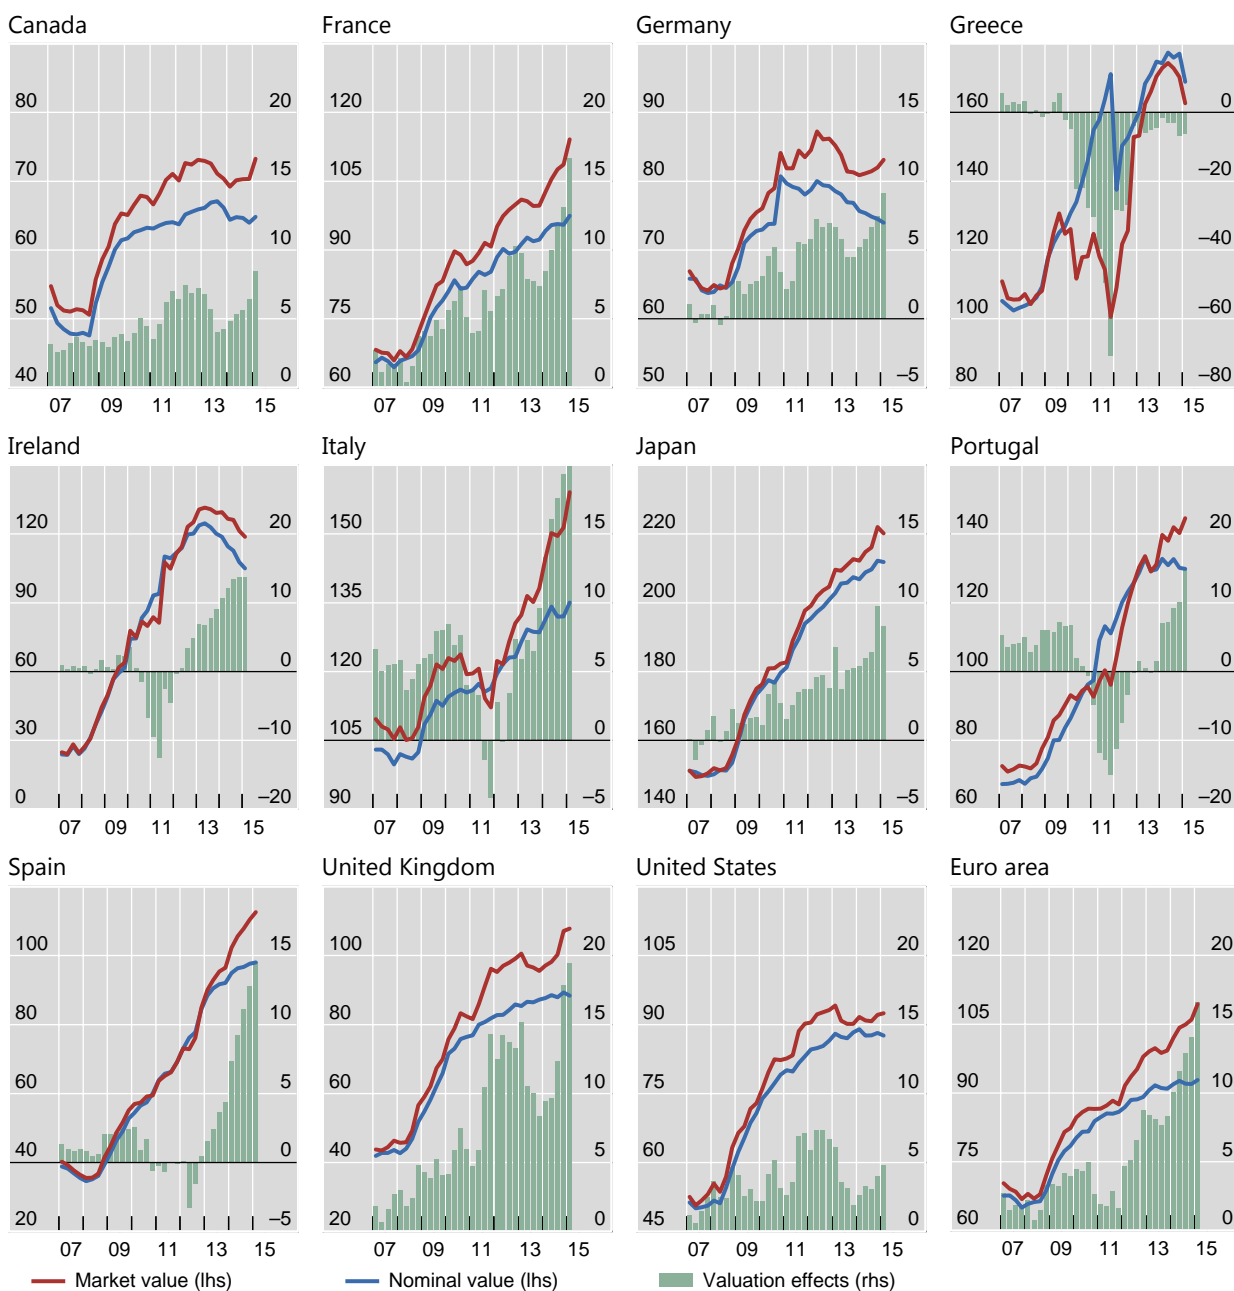 Canada France Germany Greece
80 20 120 20 90 15 160 0
70 15 105 15 80 10 140 −20
60 10 90 10 70 5 120 −40
50 5 75 5 60 0 100 −60
40 0 60 0 50 −5 80 −80
07 09 11 13 15 07 09 11 13 15 07 09 11 13 15 07 09 11 13 15
Ireland Italy Japan Portugal
120 20 150 15 220 15 140 20
90 10 135 10 200 10 120 10
60 0 120 5 180 5 100 0
30 −10 105 0 160 0 80 −10
0 −20 90 −5 140 −5 60 −20
07 09 11 13 15 07 09 11 13 15 07 09 11 13 15 07 09 11 13 15
Spain United Kingdom United States Euro area
100 15 100 20 105 20 120 20
80 10 80 15 90 15 105 15
60 5 60 10 75 10 90 10
40 0 40 5 60 5 75 5
20 −5 20 0 45 0 60 0
07 09 11 13 15 07 09 11 13 15 07 09 11 13 15 07 09 11 13 15
Market value (lhs) Nominal value (lhs) Valuation effects (rhs)